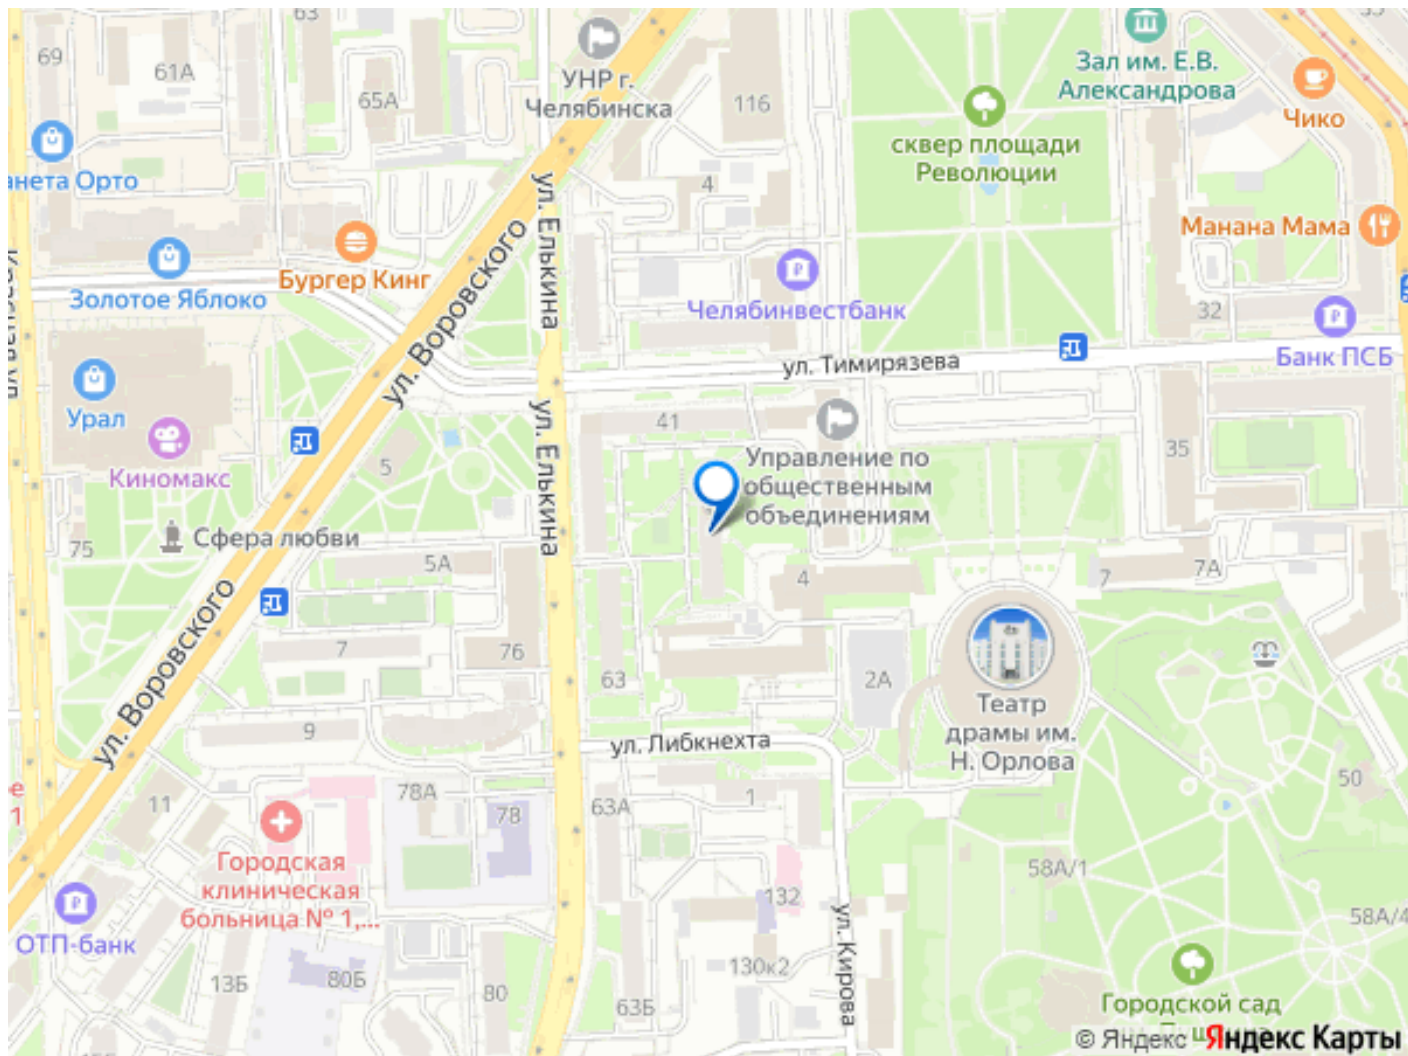 63
69
61А
65А
УНР г.
Челябинска
116
Зал им. Е.В.
Александрова
Чико
сквер площади
Революции
анета Орто
4
ул. Елькина
ул. Воровского
Манана Мама
Бургер Кинг
Золотое Яблоко
Челябинвестбанк
32
Банк ПСБ
ул. Тимирязева
Урал
Киномакс
5
41
ул. Елькина
35
Управление по
общественным
объединениям
Сфера любви
75
5А
4
7
7А
ул. Воровского
7
76
63
2А
Театр
драмы им.
Н. Орлова
9
ул. Либкнехта
50
11
78А
78
63А
1
Городская
клиническая
больница № 1,...
58А/1
132
ОТП-банк
58А/4
ул. Кирова
130к2
13Б
80Б
80
63Б
Городской сад
© Яндекс Яндекс Карты